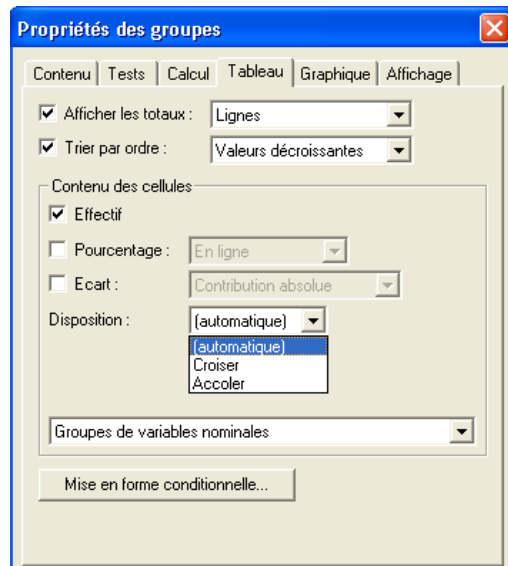 Propriétés des groupes
Contenu Tests Calcul Tableau Graphique Affichage
Afficher les totaux : Lignes
Trier par ordre : Valeurs décroissantes
Contenu des cellules
Effectif
Pourcentage : En ligne
Ecart : Contribution absolue
Disposition : (automatique)
(automatique)
Croiser
Accoler
Groupes de variables nominales
Mise en forme conditionnelle...